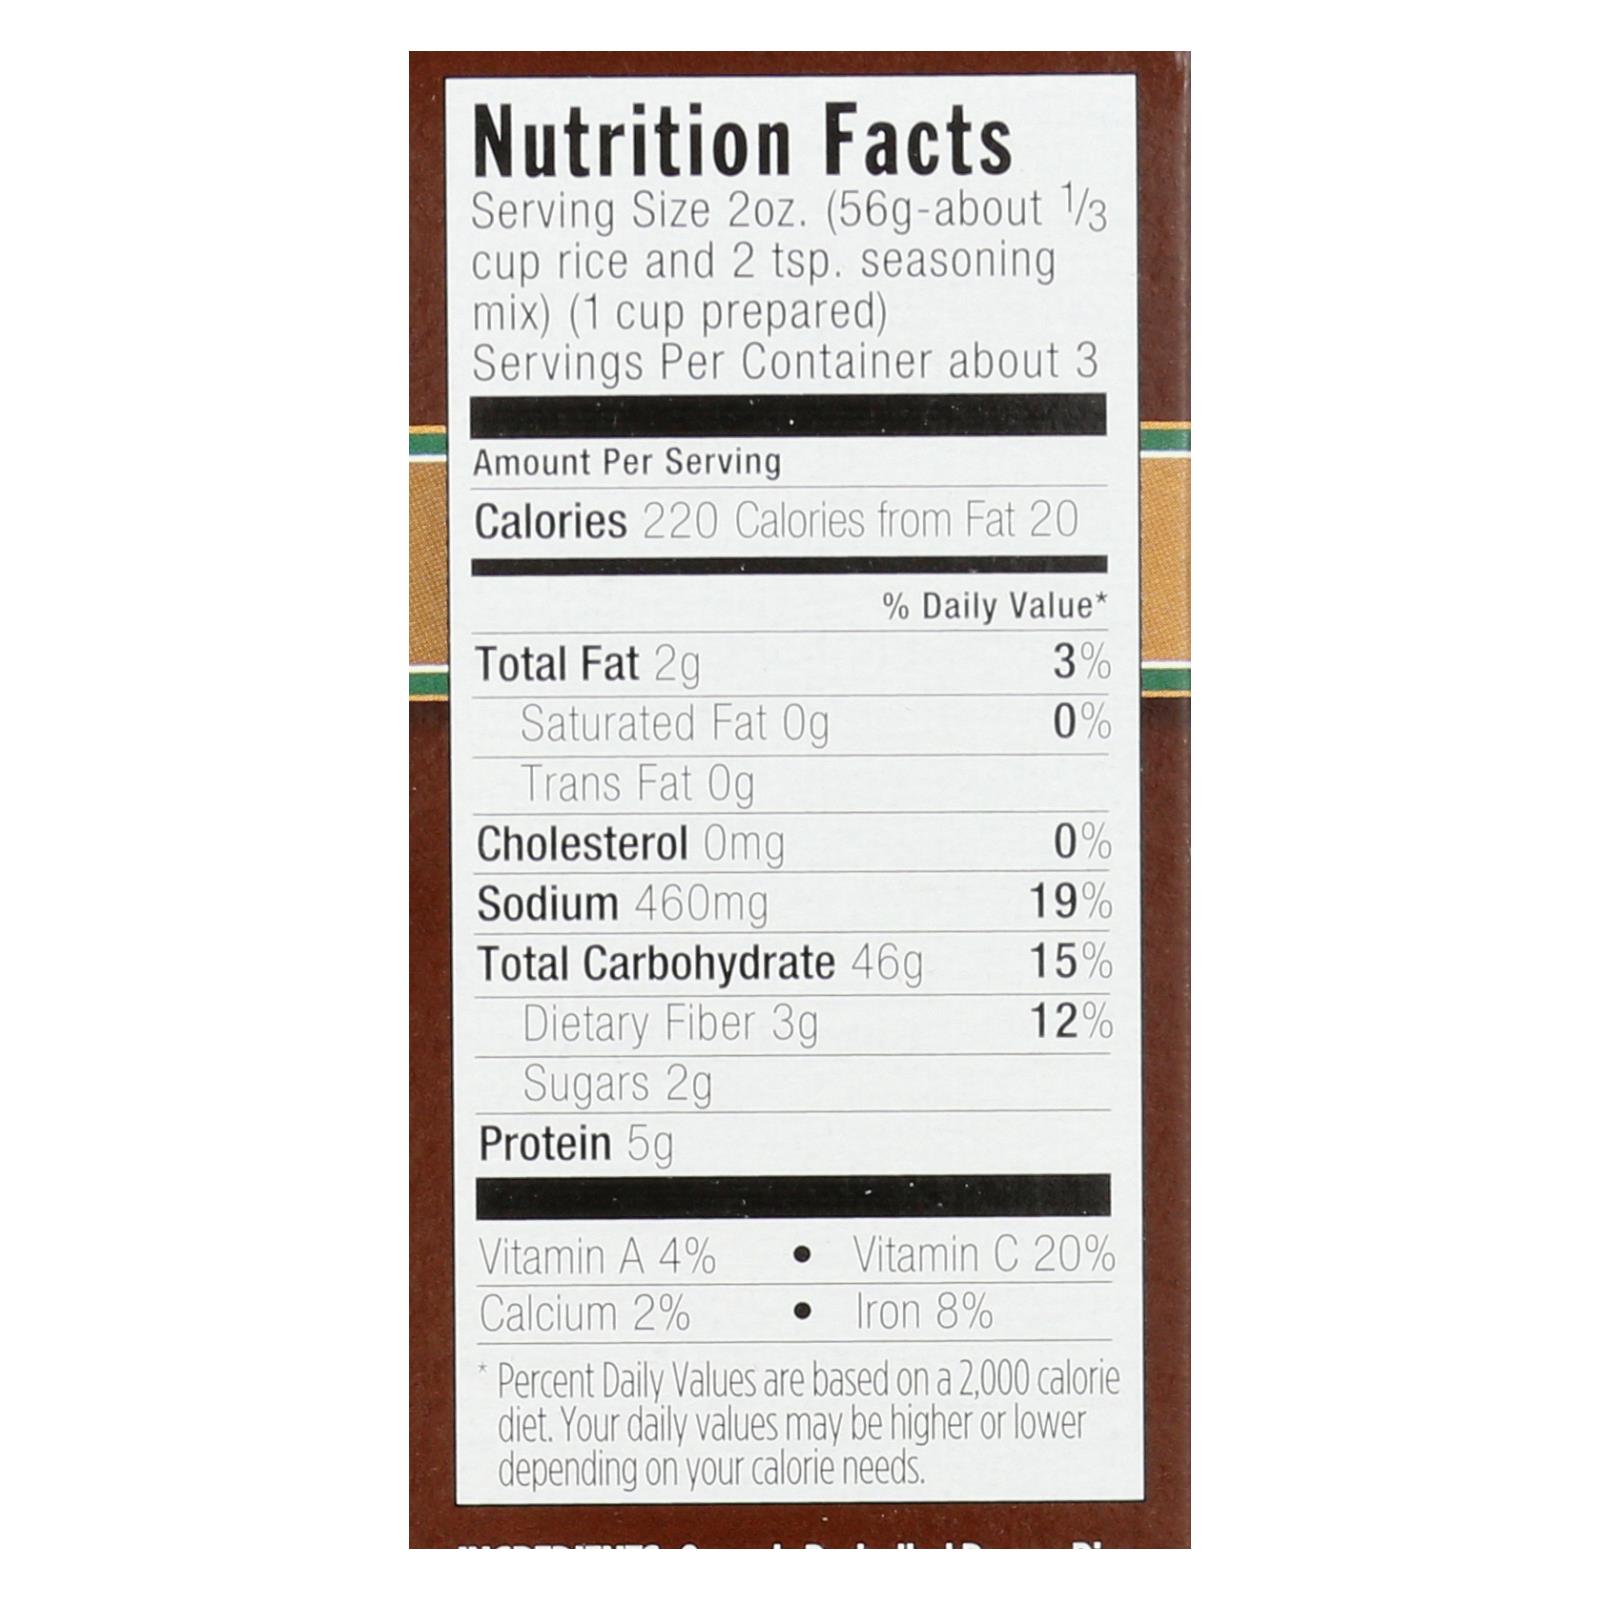 Nutrition Facts
Serving Size 2oz. (56g-about 1/3
cup rice and 2 tsp. seasoning
mix) (1 cup prepared)
Servings Per Container about 3
Amount Per Serving
Calories 220 Calories from Fat 20
% Daily Value*
Total Fat 2g 3%
Saturated Fat 0g 0%
Trans Fat 0g
Cholesterol 0mg 0%
Sodium 460mg 19%
Total Carbohydrate 46g 15%
Dietary Fiber 3g 12%
Sugars 2g
Protein 5g
Vitamin A 4% • Vitamin C 20%
Calcium 2% • Iron 8%
* Percent Daily Values are based on a 2,000 calorie
diet. Your daily values may be higher or lower
depending on your calorie needs.